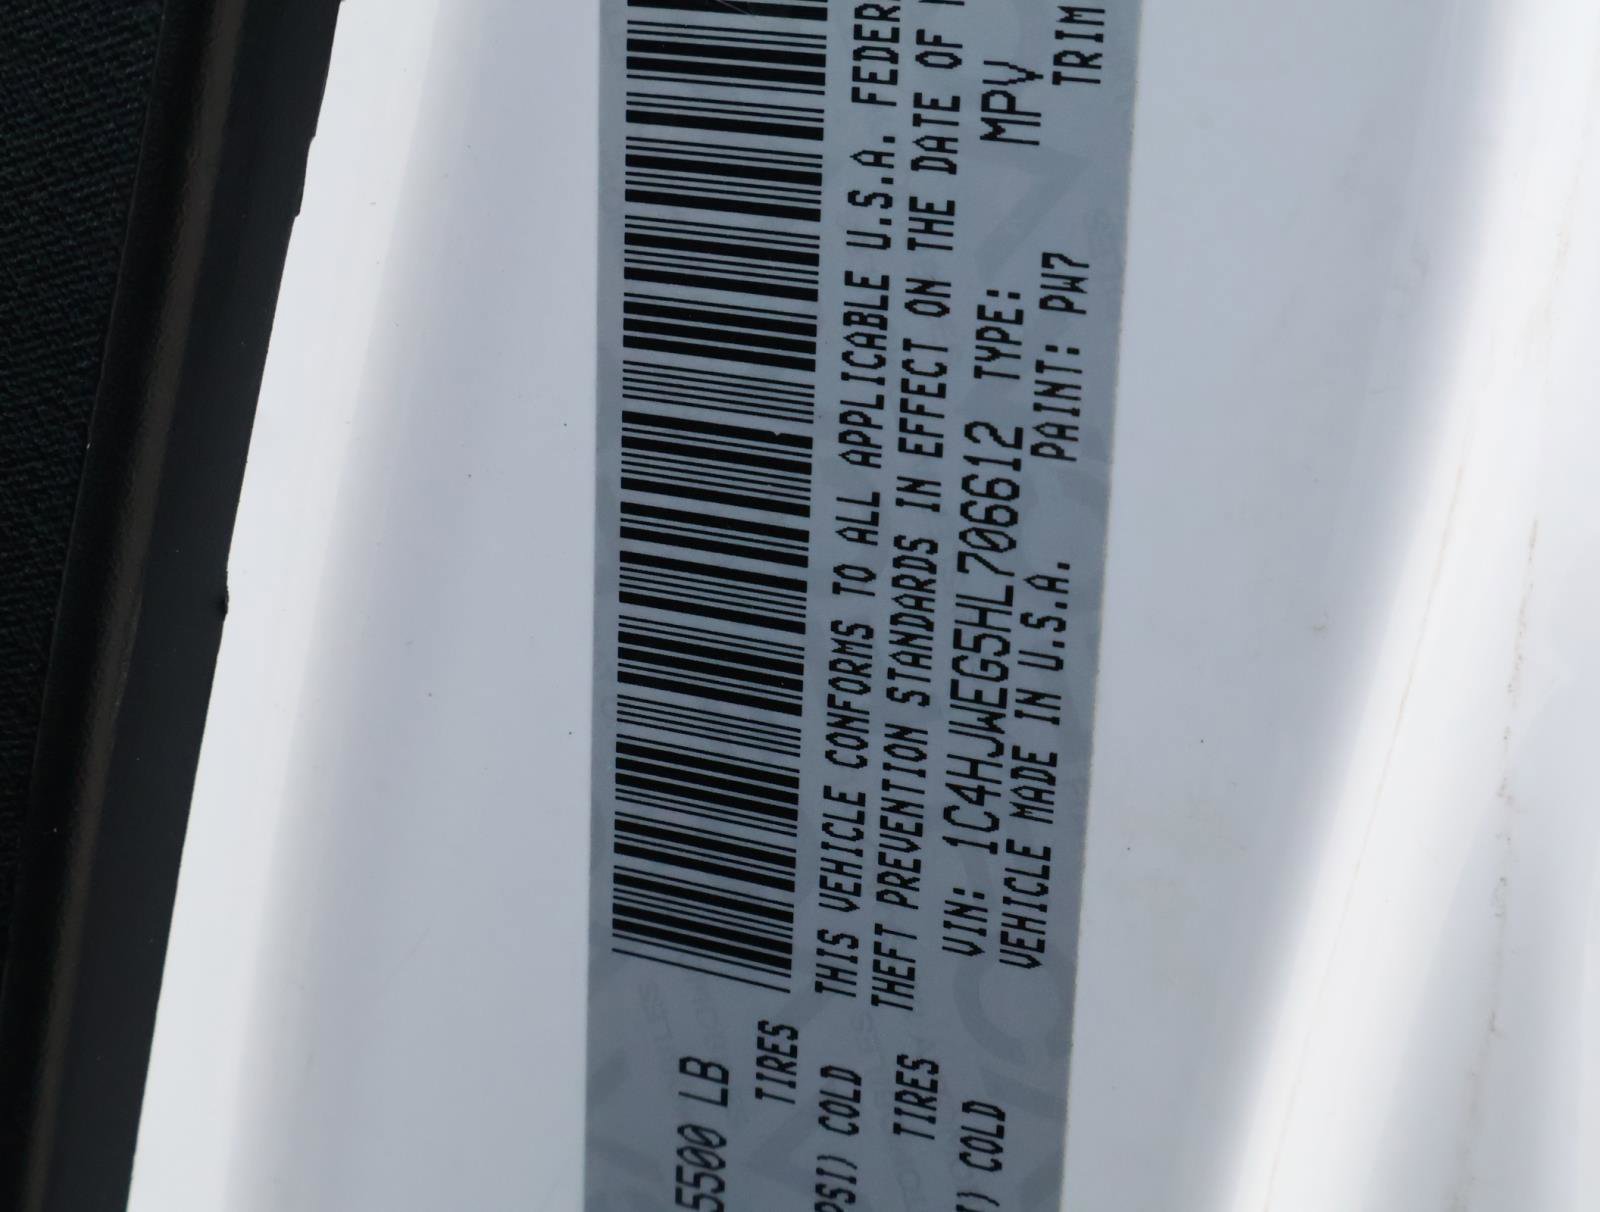 5500 LB
TIRES
PSI) COLD
TIRES
I) COLD
THIS VEHICLE CONFORMS TO ALL APPLICABLE U.S.A. FEDER
THEFT PREVENTION STANDARDS IN EFFECT ON THE DATE OF
VIN: 1C4HJWEG5HL706612 TYPE: MPV
VEHICLE MADE IN U.S.A. PAINT: PW7 TRIM